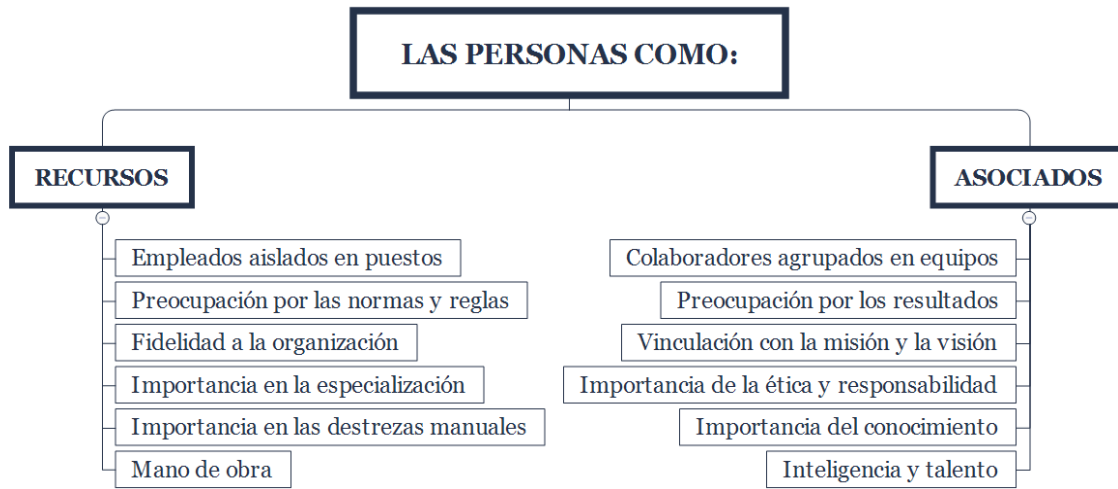 LAS PERSONAS COMO:
RECURSOS
Empleados aislados en puestos
Preocupación por las normas y reglas
Fidelidad a la organización
Importancia en la especialización
Importancia en las destrezas manuales
Mano de obra
ASOCIADOS
Colaboradores agrupados en equipos
Preocupación por los resultados
Vinculación con la misión y la visión
Importancia de la ética y responsabilidad
Importancia del conocimiento
Inteligencia y talento